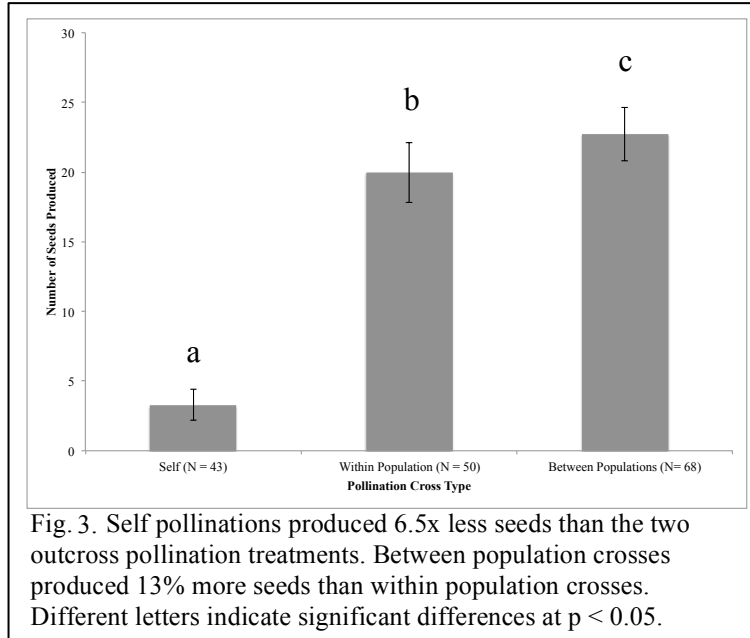 30
25
20
15
10
5
0
Number of Seeds Produced
a
b
c
Self (N = 43)
Within Population (N = 50)
Between Populations (N= 68)
Pollination Cross Type
Fig. 3. Self pollinations produced 6.5x less seeds than the two
outcross pollination treatments. Between population crosses
produced 13% more seeds than within population crosses.
Different letters indicate significant differences at p < 0.05.